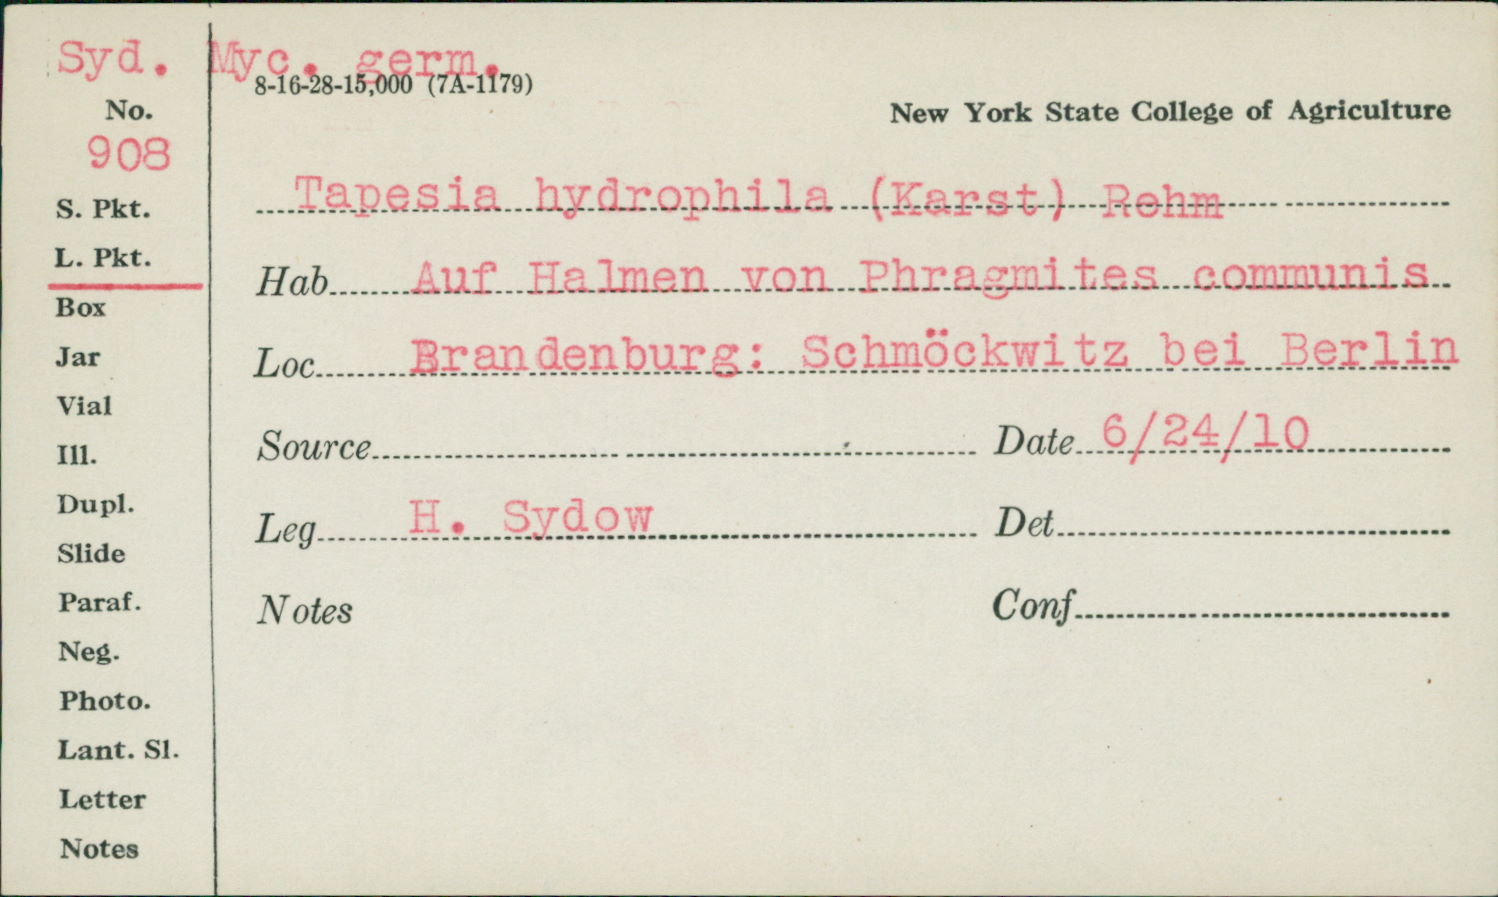 Syd. Myc. germ.
8-16-28-15,000 (7A-1179)
New York State College of Agriculture
No.
908
S. Pkt.
L. Pkt.
Box
Jar
Vial
Ill.
Dupl.
Slide
Paraf.
Neg.
Photo.
Lant. Sl.
Letter
Notes
Tapesia hydrophila (Karst) Rehm
Hab. Auf Halmen von Phragmites communis
Loc. Brandenburg: Schmöckwitz bei Berlin
Source Date 6/24/10
Leg. H. Sydow Det.
Notes Conf.